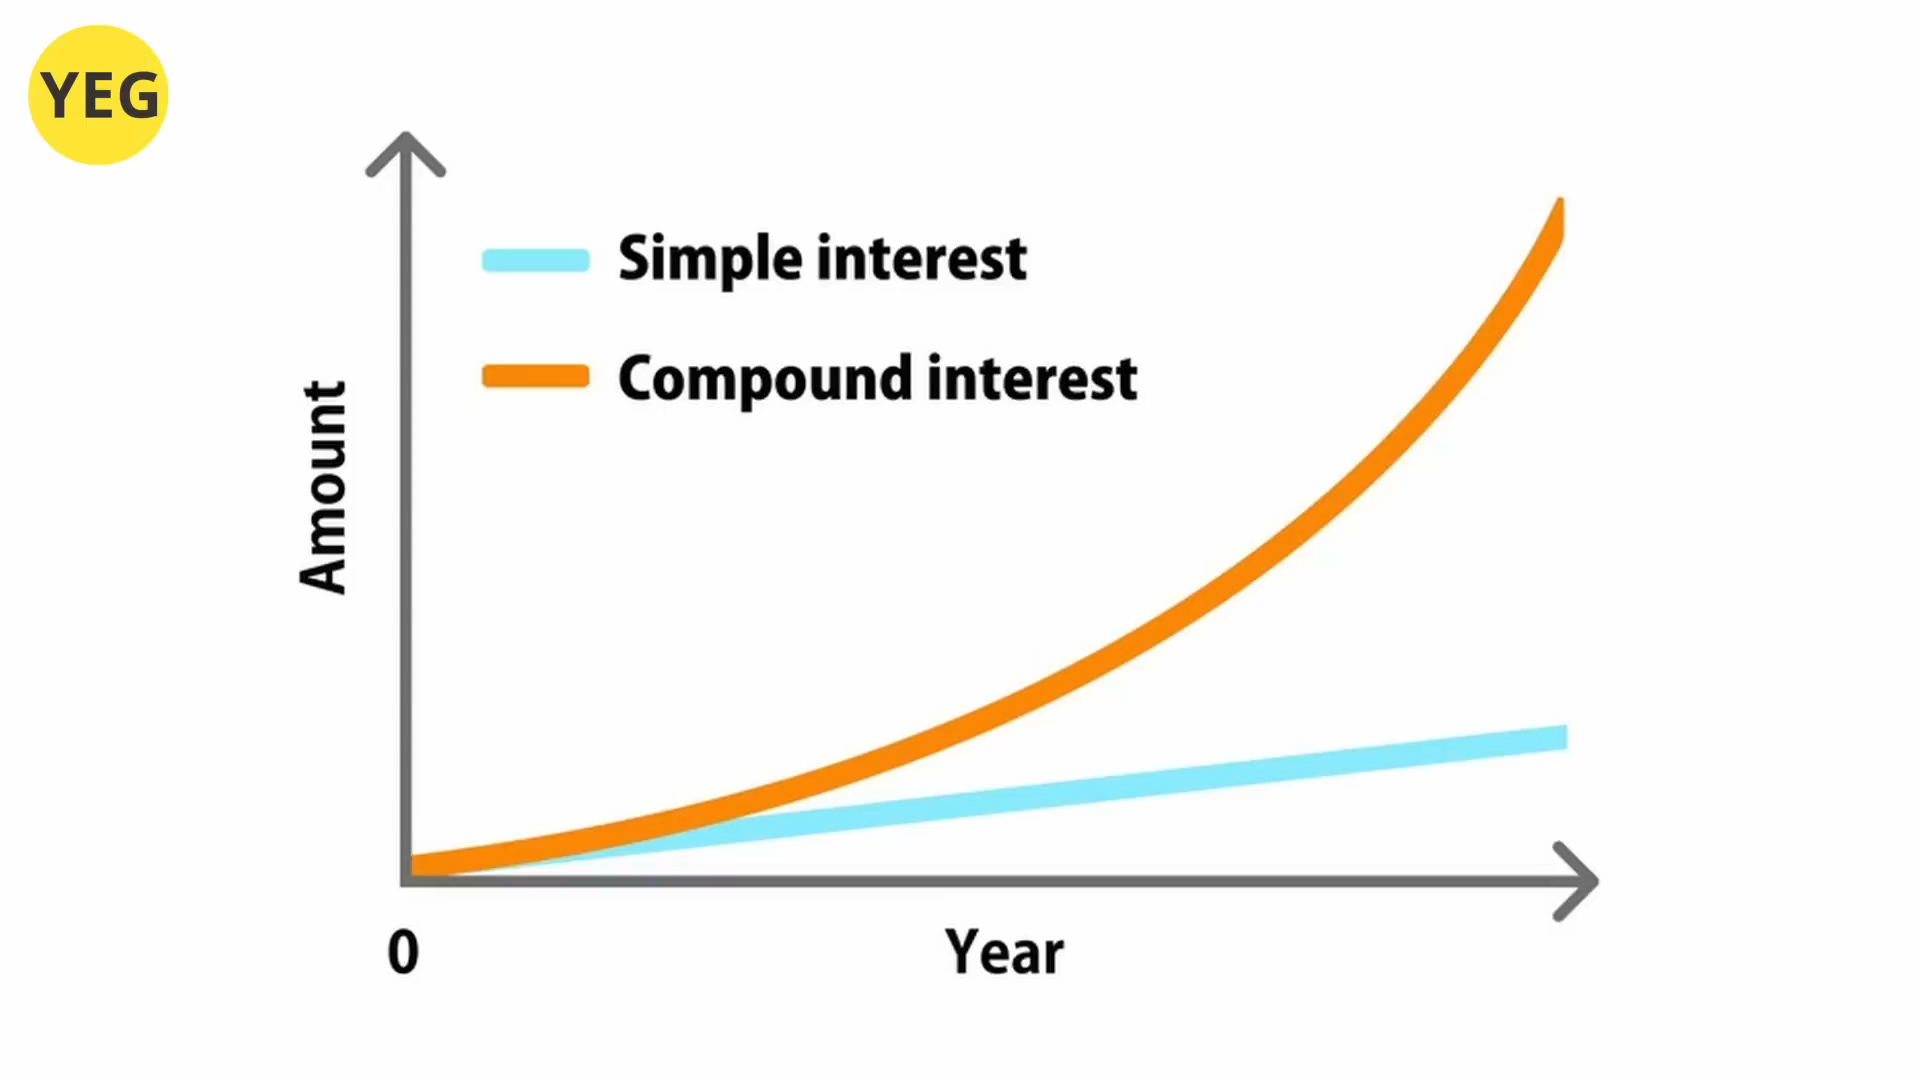 YEG
Simple interest
Compound interest
Amount
0
Year